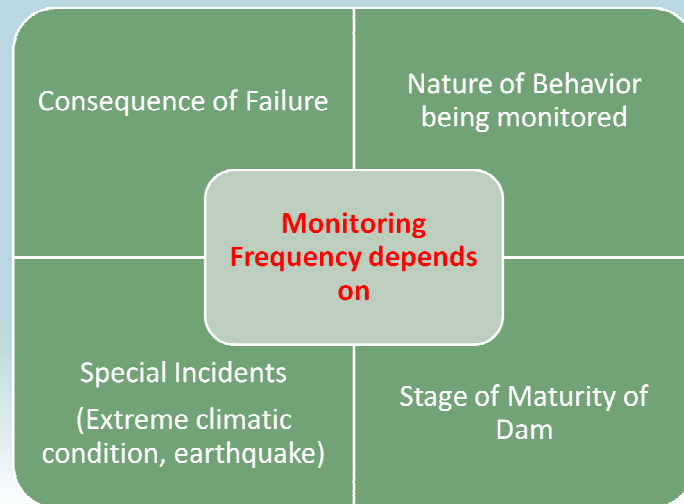 Consequence of Failure
Nature of Behavior
being monitored
Monitoring
Frequency depends
on
Special Incidents
(Extreme climatic
condition, earthquake)
Stage of Maturity of
Dam